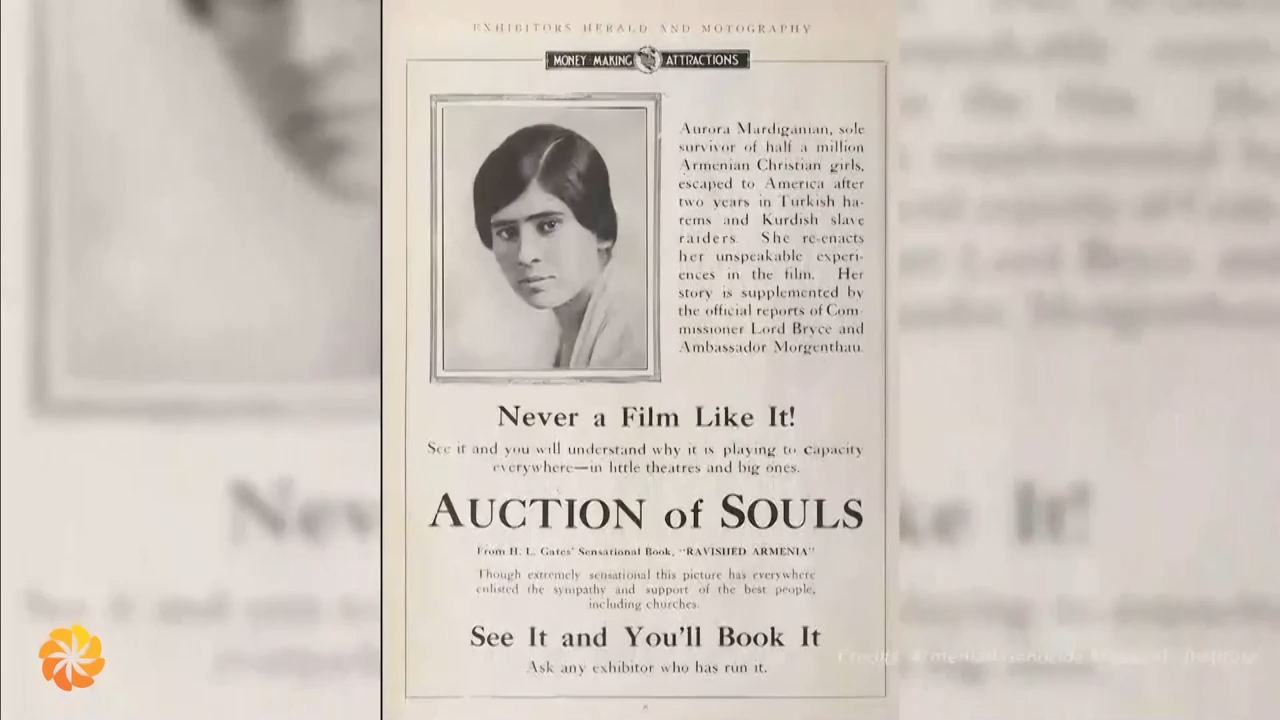 EXHIBITORS HERALD AND MOTOGRAPHY
MONEY MAKING ATTRACTIONS
Aurora Mardiganian, sole
survivor of half a million
Armenian Christian girls,
escaped to America after
two years in Turkish ha-
rems and Kurdish slave
raiders. She re-enacts
her unspeakable experi-
ences in the film. Her
story is supplemented by
the official reports of Com-
missioner Lord Bryce and
Ambassador Morgenthau.
Never a Film Like It!
See it and you will understand why it is playing to capacity
everywhere—in little theatres and big ones.
AUCTION of SOULS
From H. L. Gates' Sensational Book, "RAVISHED ARMENIA"
Though extremely sensational this picture has everywhere
enlisted the sympathy and support of the best people,
including churches.
See It and You'll Book It
Ask any exhibitor who has run it.
Credits: Armenian Genocide Museum - Institute